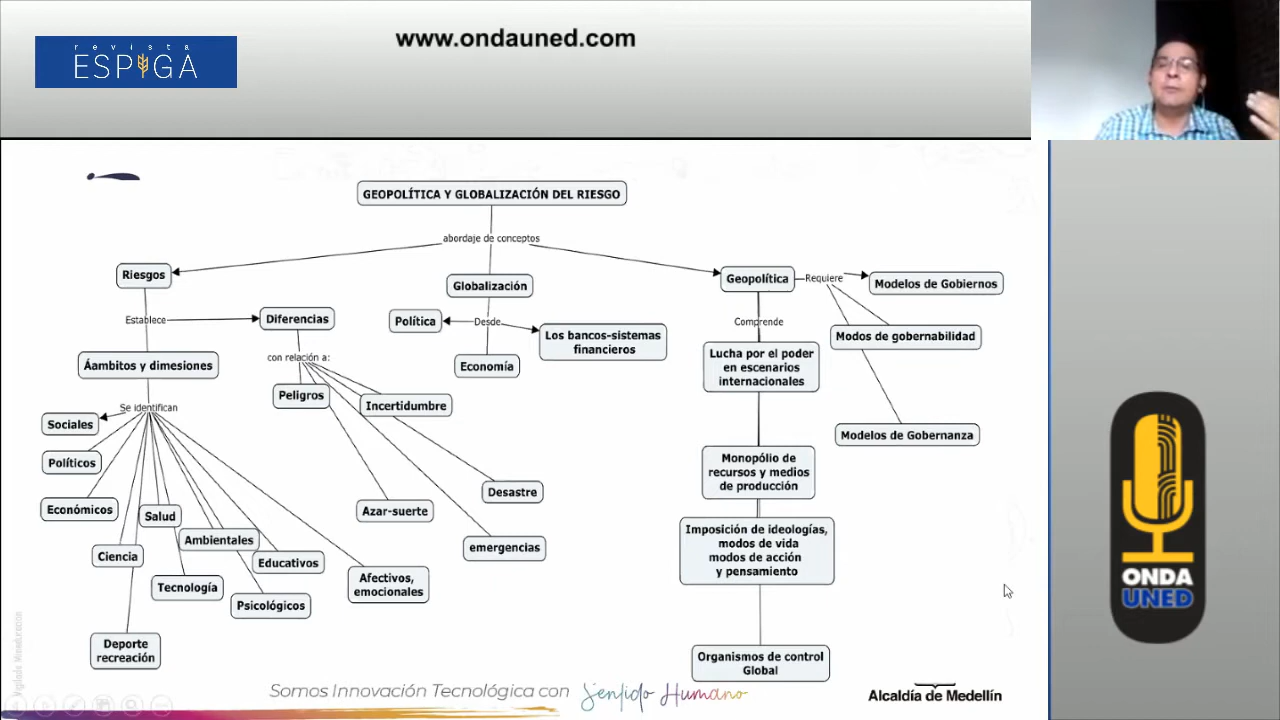 revista
ESPIGA
www.ondauned.com
GEOPOLÍTICA Y GLOBALIZACIÓN DEL RIESGO
abordaje de conceptos
Riesgos
Globalización
Geopolítica
Requiere
Modelos de Gobiernos
Establece
Diferencias
Política
Desde
Los bancos-sistemas
financieros
Comprende
Modos de gobernabilidad
Áambitos y dimesiones
con relación a:
Economía
Lucha por el poder
en escenarios
internacionales
Se identifican
Peligros
Incertidumbre
Sociales
Modelos de Gobernanza
Políticos
Monopólio de
recursos y medios
de producción
Económicos
Salud
Azar-suerte
Desastre
Ambientales
Ciencia
Educativos
emergencias
Imposición de ideologías,
modos de vida
modos de acción
y pensamiento
Tecnología
Psicológicos
Afectivos,
emocionales
Deporte
recreación
Organismos de control
Global
Vigilada Mineducación
Somos Innovación Tecnológica con Sentido Humano
Alcaldía de Medellín
ONDA
UNED